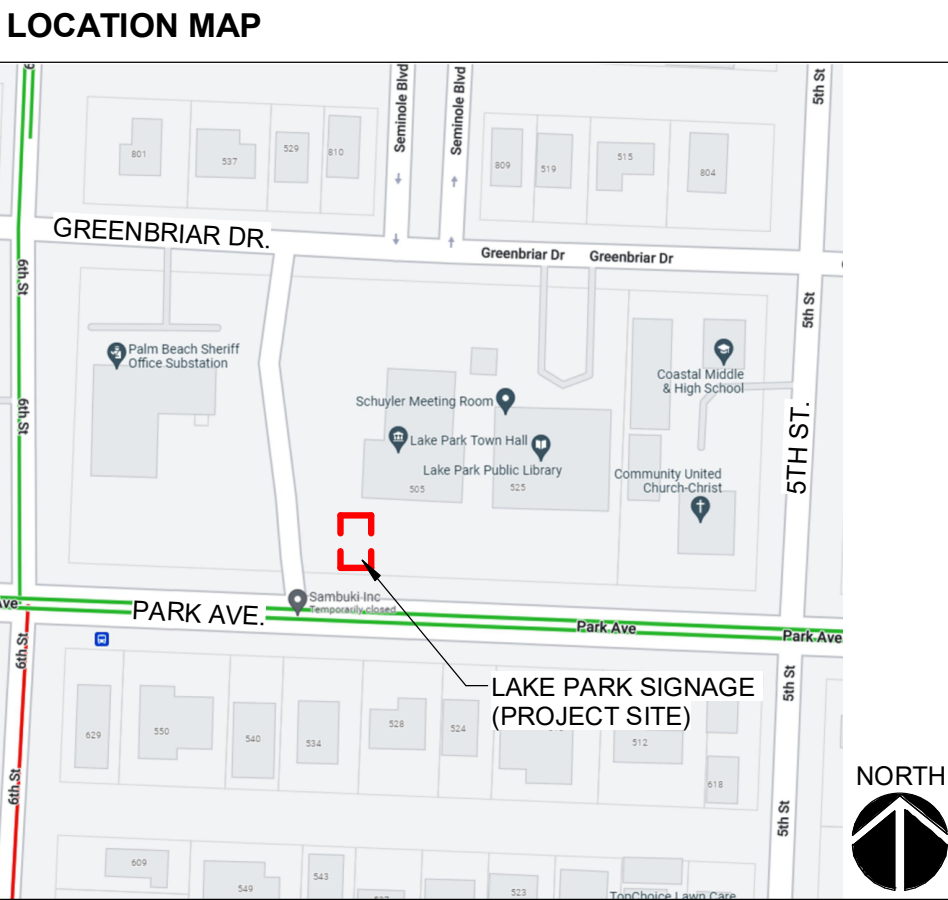 LOCATION MAP
Seminole Blvd
Seminole Blvd
5th St
801
537
529
810
809
519
515
804
GREENBRIAR DR.
Greenbriar Dr
Greenbriar Dr
6th St
5th St
Palm Beach Sheriff
Office Substation
Coastal Middle
& High School
Schuyler Meeting Room
6th St
5TH ST.
Lake Park Town Hall
Lake Park Public Library
505
525
Community United
Church-Christ
Sambuki Inc
Temporarily closed
Ave
PARK AVE.
Park Ave
Park Ave
6th St
5th St
LAKE PARK SIGNAGE
(PROJECT SITE)
629
550
540
534
528
524
512
618
NORTH
6th St
5th St
609
549
543
523
TopChoice Lawn Care